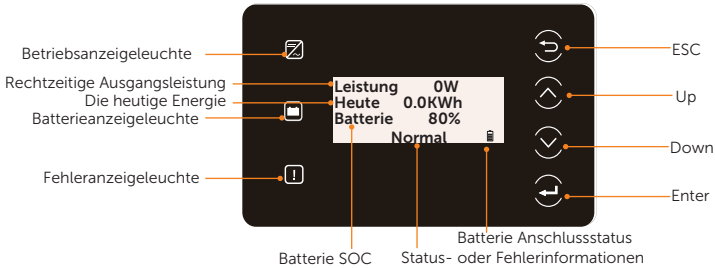 Betriebsanzeigeleuchte
Rechtzeitige Ausgangsleistung
Die heutige Energie
Batterieanzeigeleuchte
Fehleranzeigeleuchte
Leistung 0W
Heute 0.0KWh
Batterie 80%
Normal
ESC
Up
Down
Enter
Batterie SOC
Batterie Anschlussstatus
Status- oder Fehlerinformationen